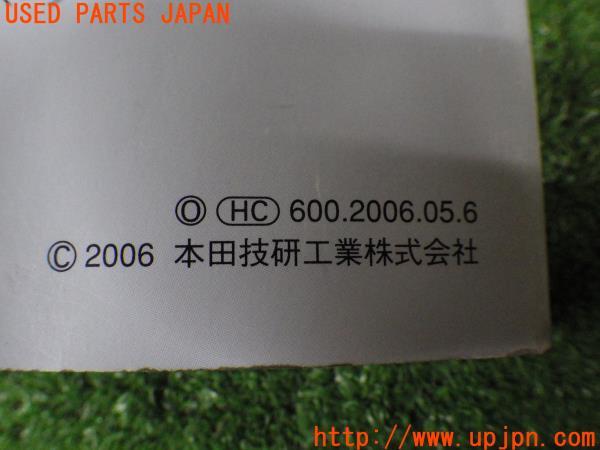 USED PARTS JAPAN
Ⓞ HC 600.2006.05.6
© 2006 本田技研工業株式会社
http://www.upjpn.com